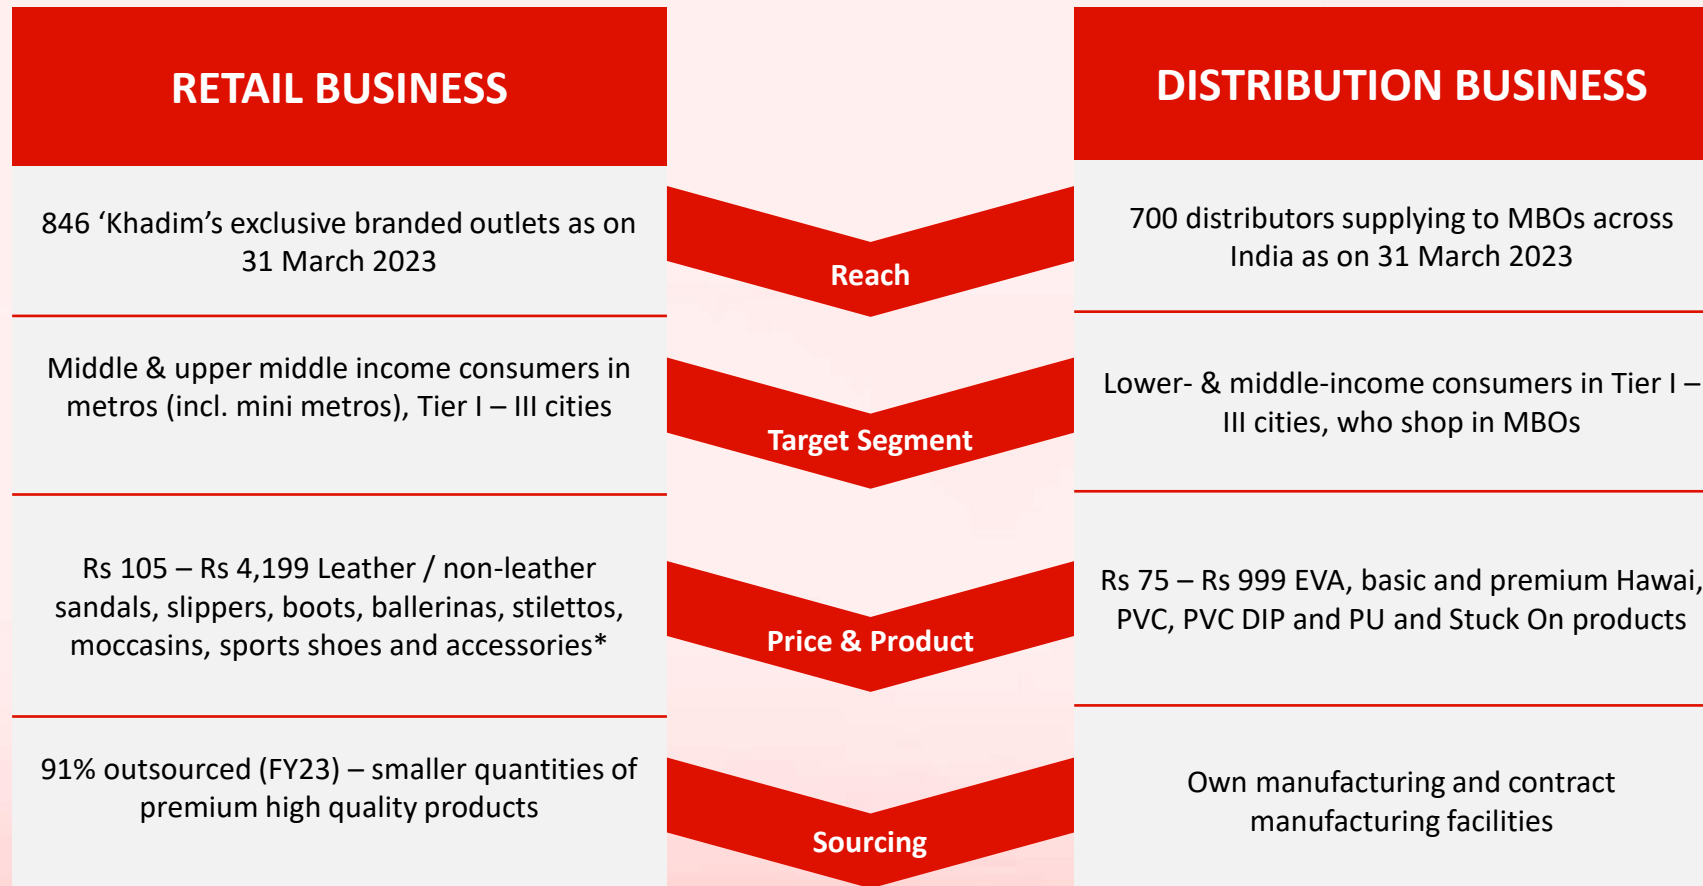 RETAIL BUSINESS
846 ‘Khadim’s exclusive branded outlets as on
31 March 2023
Middle & upper middle income consumers in
metros (incl. mini metros), Tier I – III cities
Rs 105 – Rs 4,199 Leather / non-leather
sandals, slippers, boots, ballerinas, stilettos,
moccasins, sports shoes and accessories*
91% outsourced (FY23) – smaller quantities of
premium high quality products
Reach
Target Segment
Price & Product
Sourcing
DISTRIBUTION BUSINESS
700 distributors supplying to MBOs across
India as on 31 March 2023
Lower- & middle-income consumers in Tier I –
III cities, who shop in MBOs
Rs 75 – Rs 999 EVA, basic and premium Hawai,
PVC, PVC DIP and PU and Stuck On products
Own manufacturing and contract
manufacturing facilities